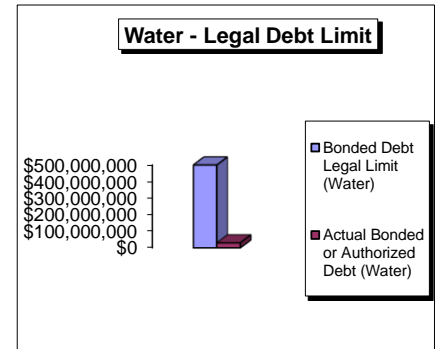 Water - Legal Debt Limit
$500,000,000
$400,000,000
$300,000,000
$200,000,000
$100,000,000
$0
Bonded Debt
Legal Limit
(Water)
Actual Bonded
or Authorized
Debt (Water)